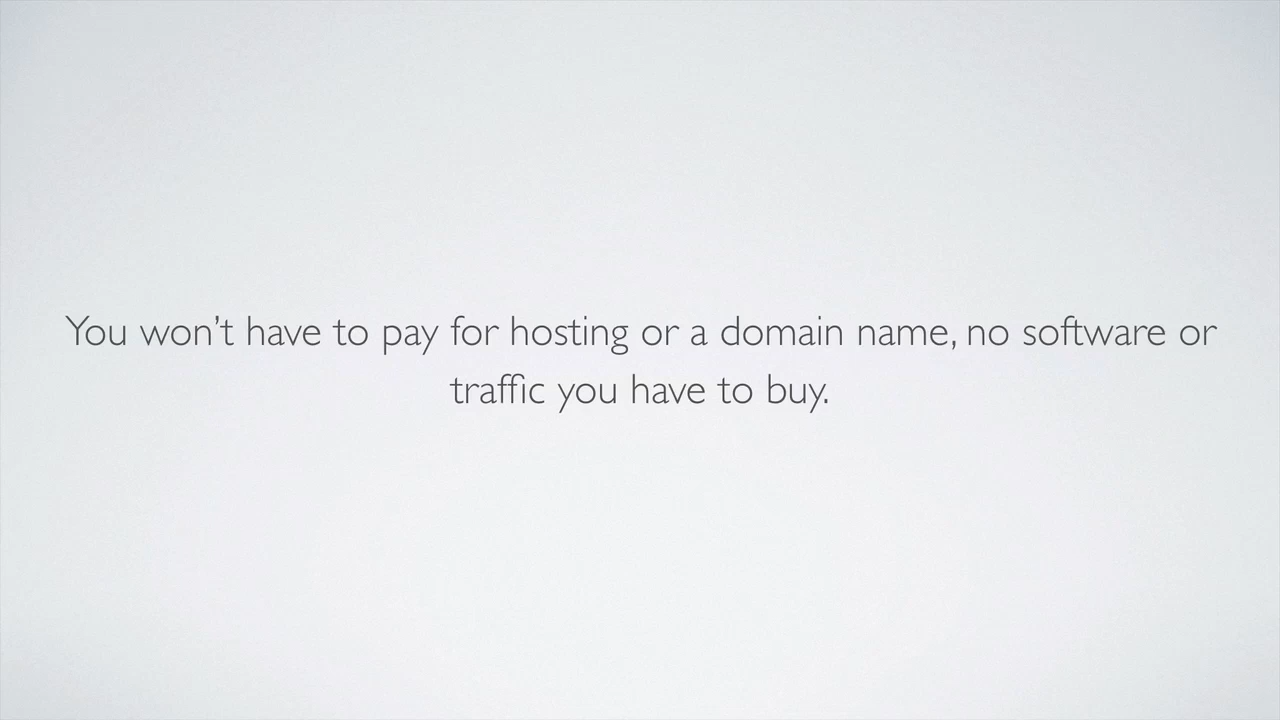 You won’t have to pay for hosting or a domain name, no software or
traffic you have to buy.